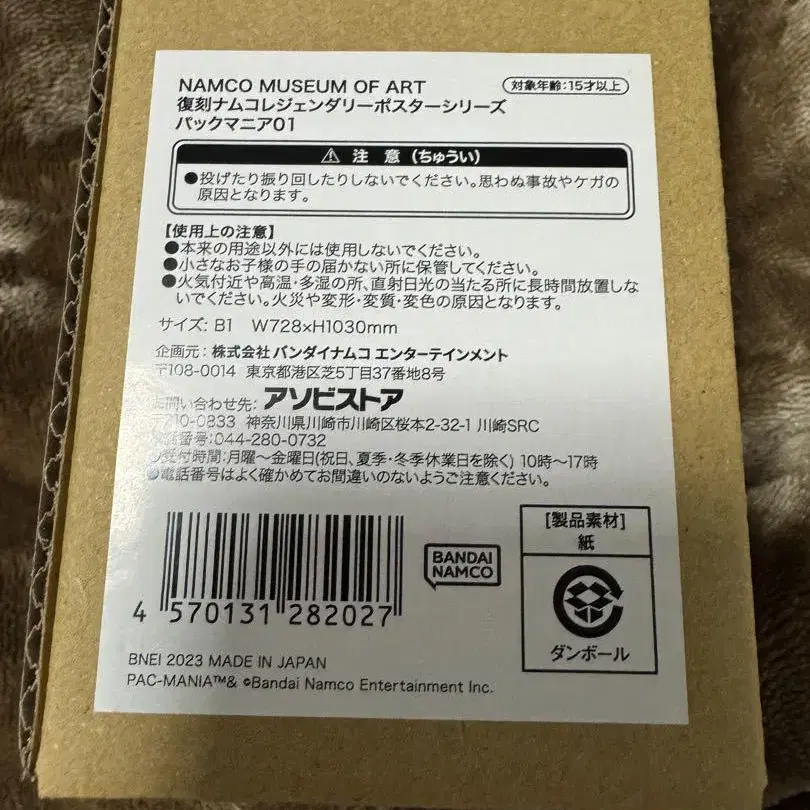 NAMCO MUSEUM OF ART
対象年齢:15才以上
復刻ナムコレジェンダリーポスターシリーズ
パックマニア01
⚠ 注 意 (ちゅうい)
●投げたり振り回したりしないでください。思わぬ事故やケガの
原因となります。
【使用上の注意】
●本来の用途以外には使用しないでください。
●小さなお子様の手の届かない所に保管してください。
●火気付近や高温・多湿の所、直射日光の当たる所に長時間放置しな
いでください。火災や変形・変質・変色の原因となります。
サイズ: B1 W728×H1030mm
企画元: 株式会社 バンダイナムコ エンターテインメント
〒108-0014 東京都港区芝5丁目37番地8号
お問い合わせ先: アソビストア
〒210-0833 神奈川県川崎市川崎区桜本2-32-1 川崎SRC
電話番号:044-280-0732
●受付時間:月曜～金曜日(祝日、夏季・冬季休業日を除く) 10時～17時
●電話番号はよく確かめてお間違いのないようご注意ください。
4 570131 282027
BANDAI
NAMCO
[製品素材]
紙
ダンボール
BNEI 2023 MADE IN JAPAN
PAC-MANIA™& ©Bandai Namco Entertainment Inc.